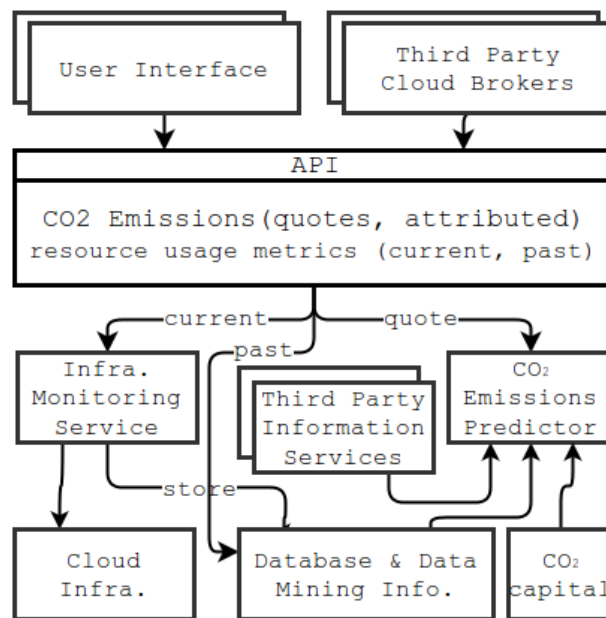 User Interface
Third Party
Cloud Brokers
API
CO2 Emissions(quotes, attributed)
resource usage metrics (current, past)
current
quote
past
Infra.
Monitoring
Service
Third Party
Information
Services
CO₂
Emissions
Predictor
store
Cloud
Infra.
Database & Data
Mining Info.
CO₂
capital